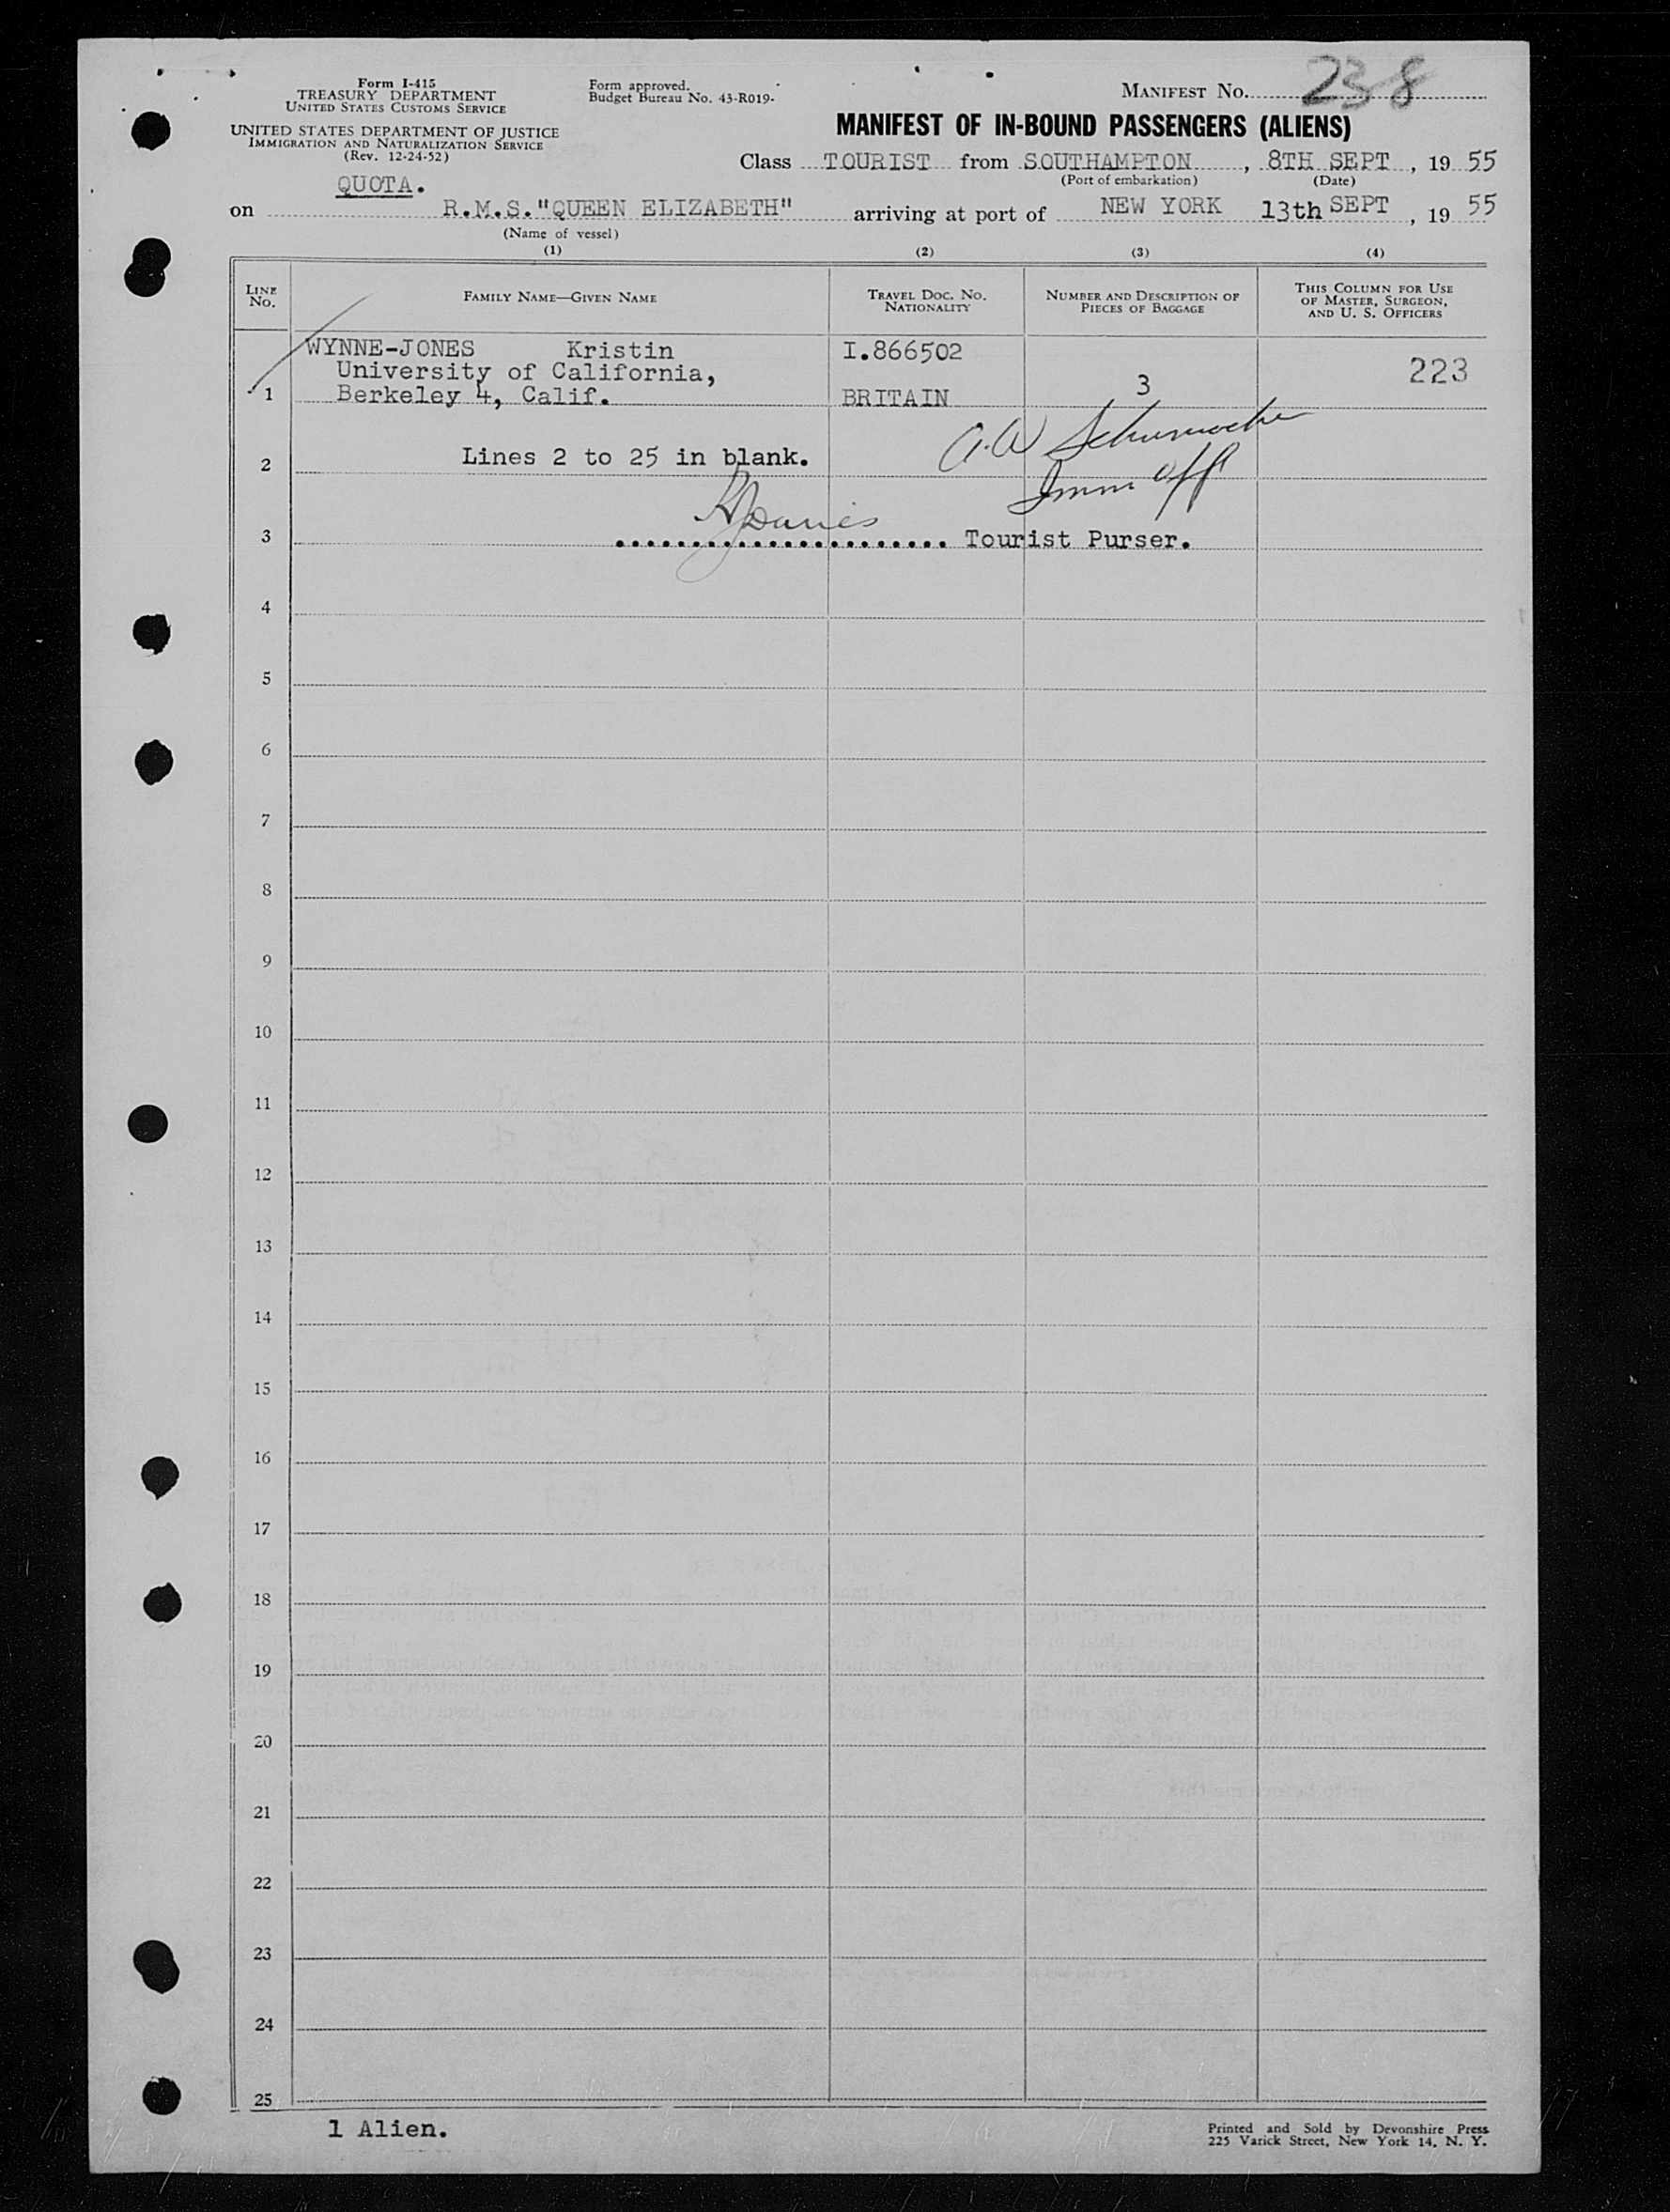 Form I-415
TREASURY DEPARTMENT
UNITED STATES CUSTOMS SERVICE
UNITED STATES DEPARTMENT OF JUSTICE
IMMIGRATION AND NATURALIZATION SERVICE
(Rev. 12-24-52)
Form approved.
Budget Bureau No. 43-R019-
MANIFEST NO. 238
MANIFEST OF IN-BOUND PASSENGERS (ALIENS)
Class TOURIST from SOUTHAMPTON, 8TH SEPT, 19 55
(Port of embarkation) (Date)
QUOTA.
on R.M.S."QUEEN ELIZABETH" arriving at port of NEW YORK 13th SEPT, 19 55
(Name of vessel)
(1) (2) (3) (4)
LINE NO. FAMILY NAME—GIVEN NAME TRAVEL DOC. NO. NATIONALITY NUMBER AND DESCRIPTION OF PIECES OF BAGGAGE THIS COLUMN FOR USE OF MASTER, SURGEON, AND U. S. OFFICERS
WYNNE-JONES Kristin I.866502
University of California, 223
1 Berkeley 4, Calif. BRITAIN 3
A.W Schumacher
2 Lines 2 to 25 in blank.
Imm Off
Davies
3 Tourist Purser.
4
5
6
7
8
9
10
11
12
13
14
15
16
17
18
19
20
21
22
23
24
25
1 Alien.
Printed and Sold by Devonshire Press
225 Varick Street, New York 14, N. Y.